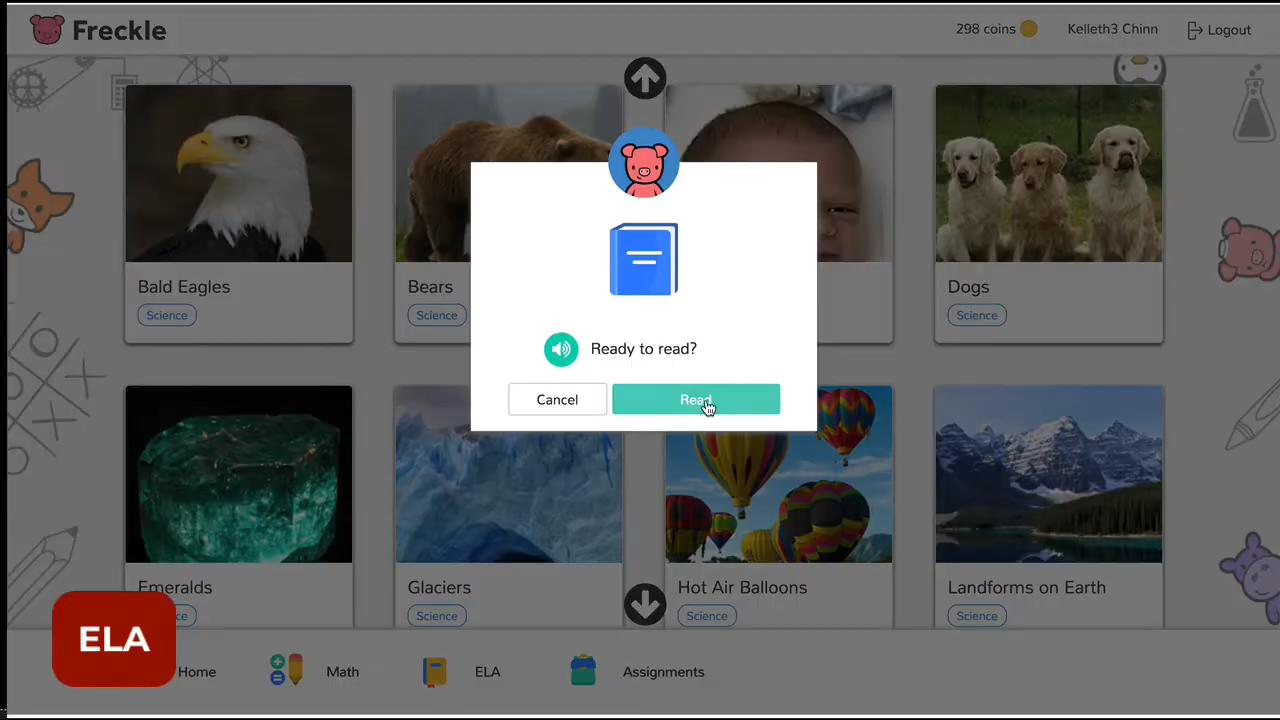 Freckle
298 coins
Kelleth3 Chinn
Logout
Bald Eagles
Science
Bears
Science
Dogs
Science
Ready to read?
Cancel
Read
Emeralds
Glaciers
Science
Hot Air Balloons
Science
Landforms on Earth
Science
ELA
Home
Math
ELA
Assignments